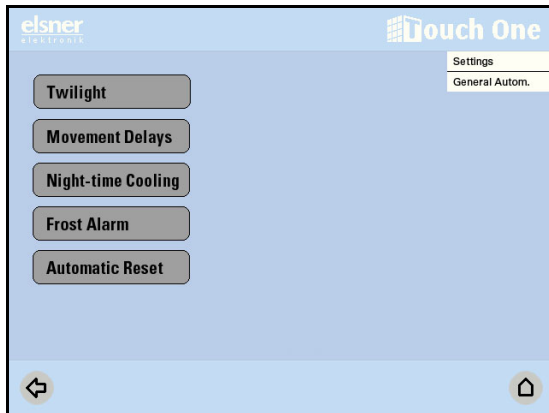 elsner
elektronik
Touch One
Settings
General Autom.
Twilight
Movement Delays
Night-time Cooling
Frost Alarm
Automatic Reset